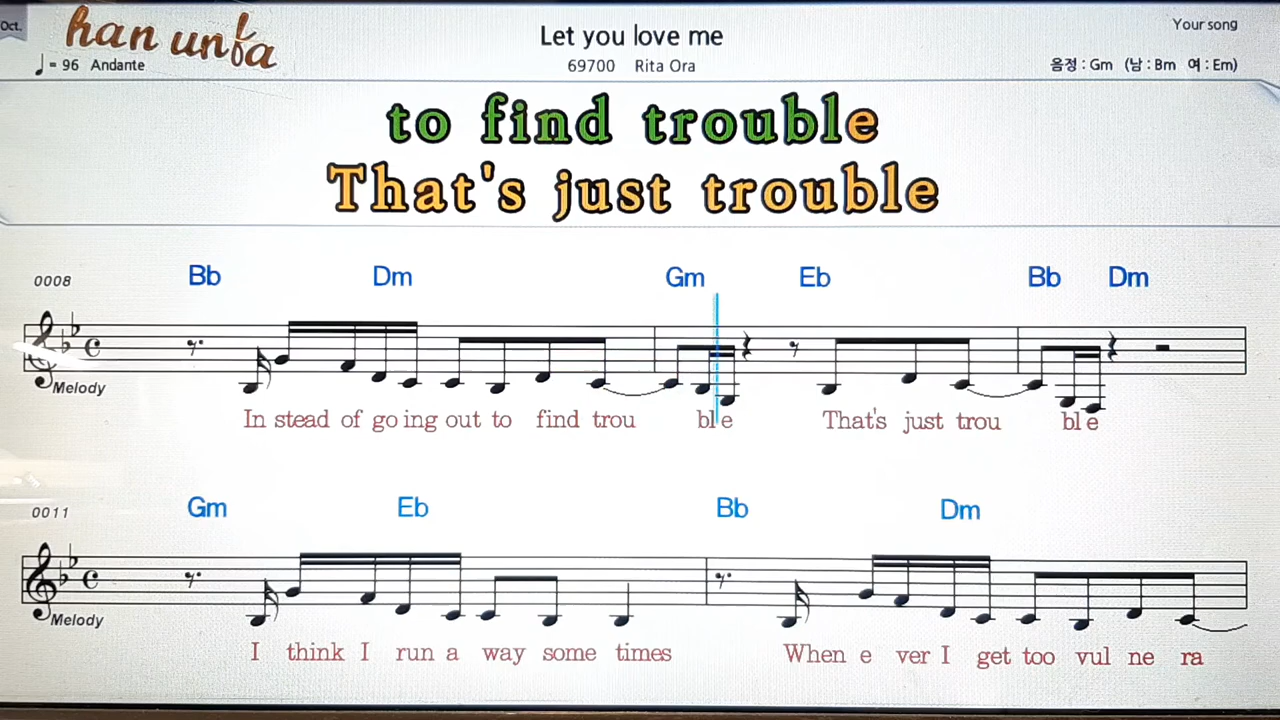 Oct.
han unfa
Let you love me
Your song
♩ = 96 Andante
69700 Rita Ora
음정 : Gm (남 : Bm 여 : Em)
to find trouble
That's just trouble
0008 Bb Dm Gm Eb Bb Dm
Melody
In stead of go ing out to find trou ble That's just trou ble
0011 Gm Eb Bb Dm
Melody
I think I run a way some times When e ver I get too vul ne ra